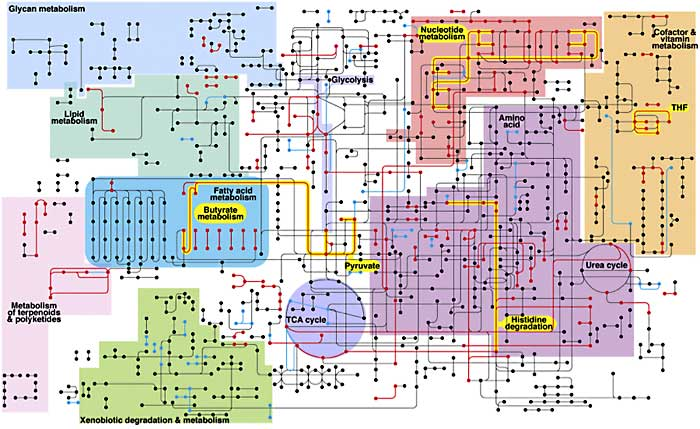 Glycan metabolism
Nucleotide
metabolism
Cofactor &
vitamin
metabolism
Glycolysis
Lipid
metabolism
THF
Amino
acid
Fatty acid
metabolism
Butyrate
metabolism
Pyruvate
Urea cycle
Metabolism
of terpenoids
& polyketides
TCA cycle
Histidine
degradation
Xenobiotic degradation & metabolism